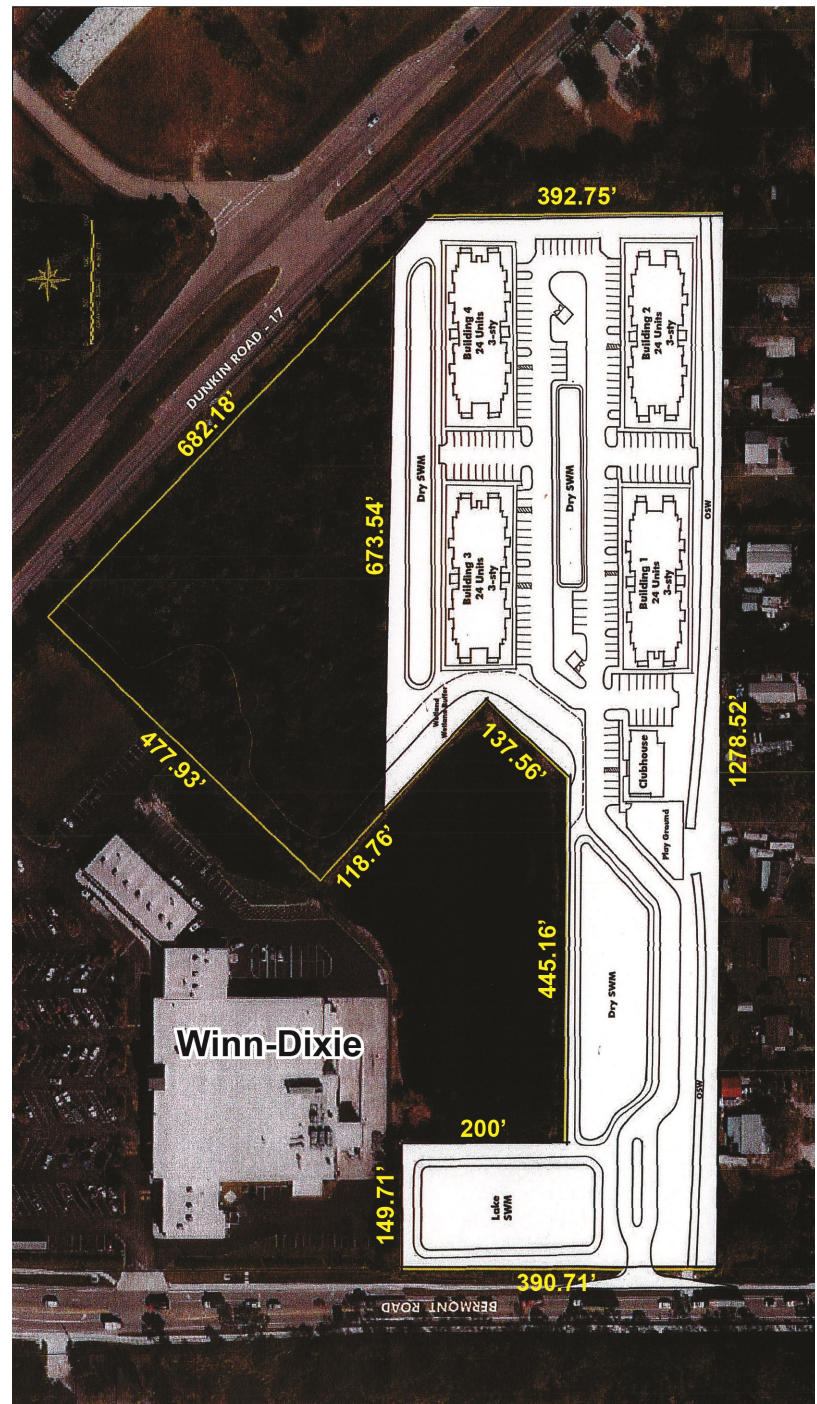 392.75’
Building 4
24 Units
3-sty
Building 2
24 Units
3-sty
DUNKIN ROAD - 17
682.18’
Dry SWM
Dry SWM
673.54’
Building 3
24 Units
3-sty
Building 1
24 Units
3-sty
OSW
Wetland
Wetland Buffer
477.93’
137.56’
1278.52’
Clubhouse
Play Ground
118.76’
445.16’
Dry SWM
Winn-Dixie
OSW
200’
149.71’
Lake
SWM
390.71’
BERMONT ROAD